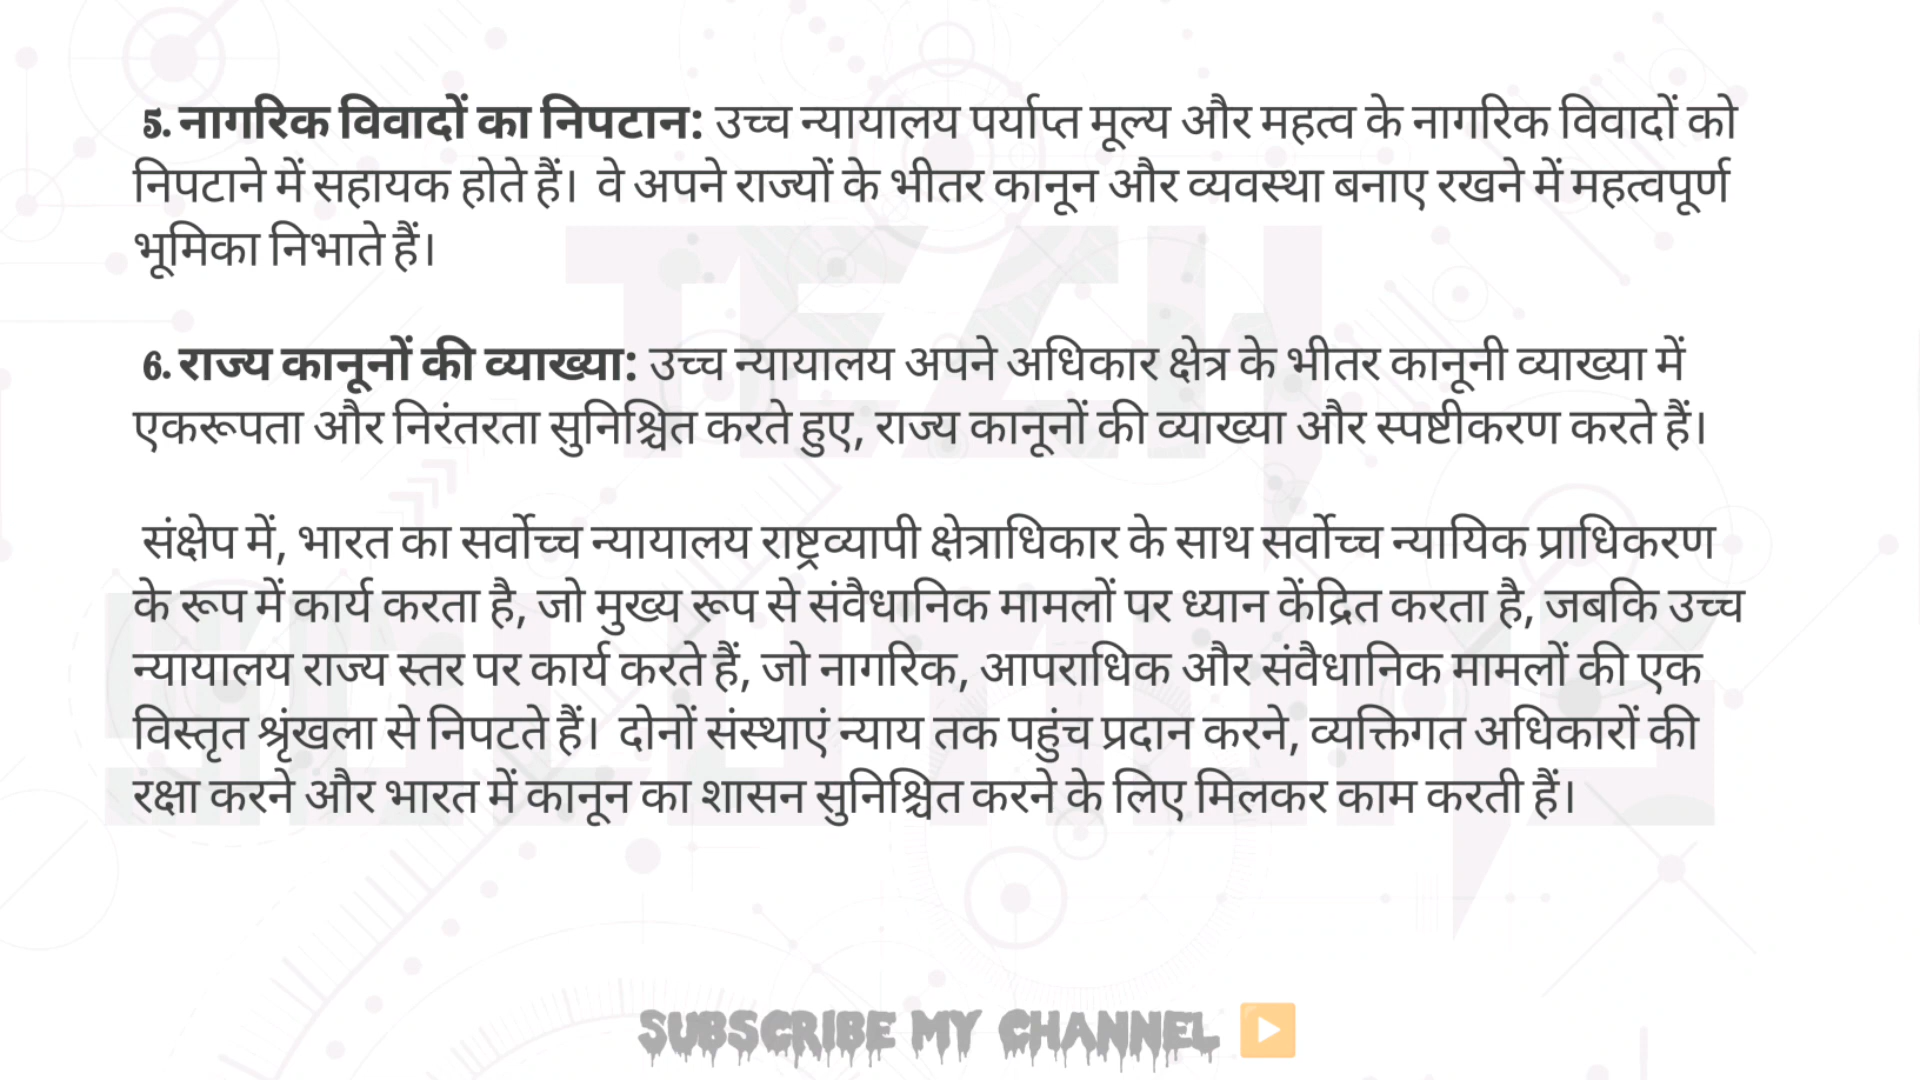 5. नागरिक विवादों का निपटान: उच्च न्यायालय पर्याप्त मूल्य और महत्व के नागरिक विवादों को
निपटाने में सहायक होते हैं। वे अपने राज्यों के भीतर कानून और व्यवस्था बनाए रखने में महत्वपूर्ण
भूमिका निभाते हैं।
6. राज्य कानूनों की व्याख्या: उच्च न्यायालय अपने अधिकार क्षेत्र के भीतर कानूनी व्याख्या में
एकरूपता और निरंतरता सुनिश्चित करते हुए, राज्य कानूनों की व्याख्या और स्पष्टीकरण करते हैं।
संक्षेप में, भारत का सर्वोच्च न्यायालय राष्ट्रव्यापी क्षेत्राधिकार के साथ सर्वोच्च न्यायिक प्राधिकरण
के रूप में कार्य करता है, जो मुख्य रूप से संवैधानिक मामलों पर ध्यान केंद्रित करता है, जबकि उच्च
न्यायालय राज्य स्तर पर कार्य करते हैं, जो नागरिक, आपराधिक और संवैधानिक मामलों की एक
विस्तृत श्रृंखला से निपटते हैं। दोनों संस्थाएं न्याय तक पहुंच प्रदान करने, व्यक्तिगत अधिकारों की
रक्षा करने और भारत में कानून का शासन सुनिश्चित करने के लिए मिलकर काम करती हैं।
SUBSCRIBE MY CHANNEL